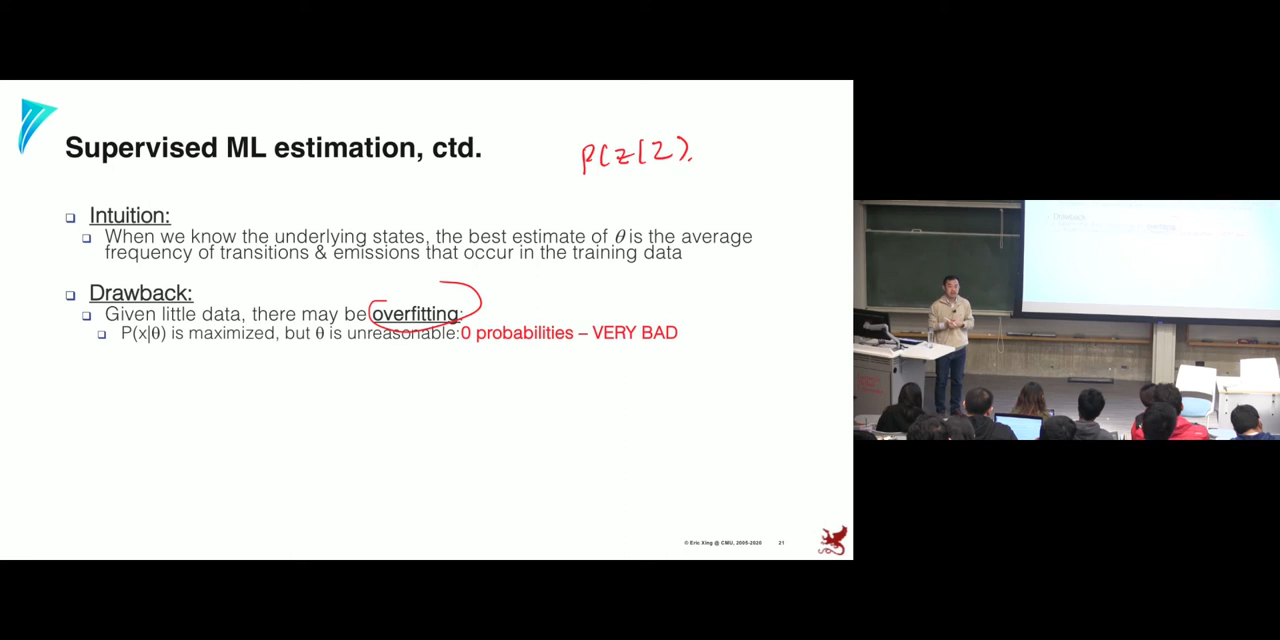 Supervised ML estimation, ctd.
P(z(2).
❑ Intuition:
❑ When we know the underlying states, the best estimate of θ is the average
frequency of transitions & emissions that occur in the training data
❑ Drawback:
❑ Given little data, there may be overfitting:
❑ P(x|θ) is maximized, but θ is unreasonable:0 probabilities – VERY BAD
© Eric Xing @ CMU, 2005-2020
21